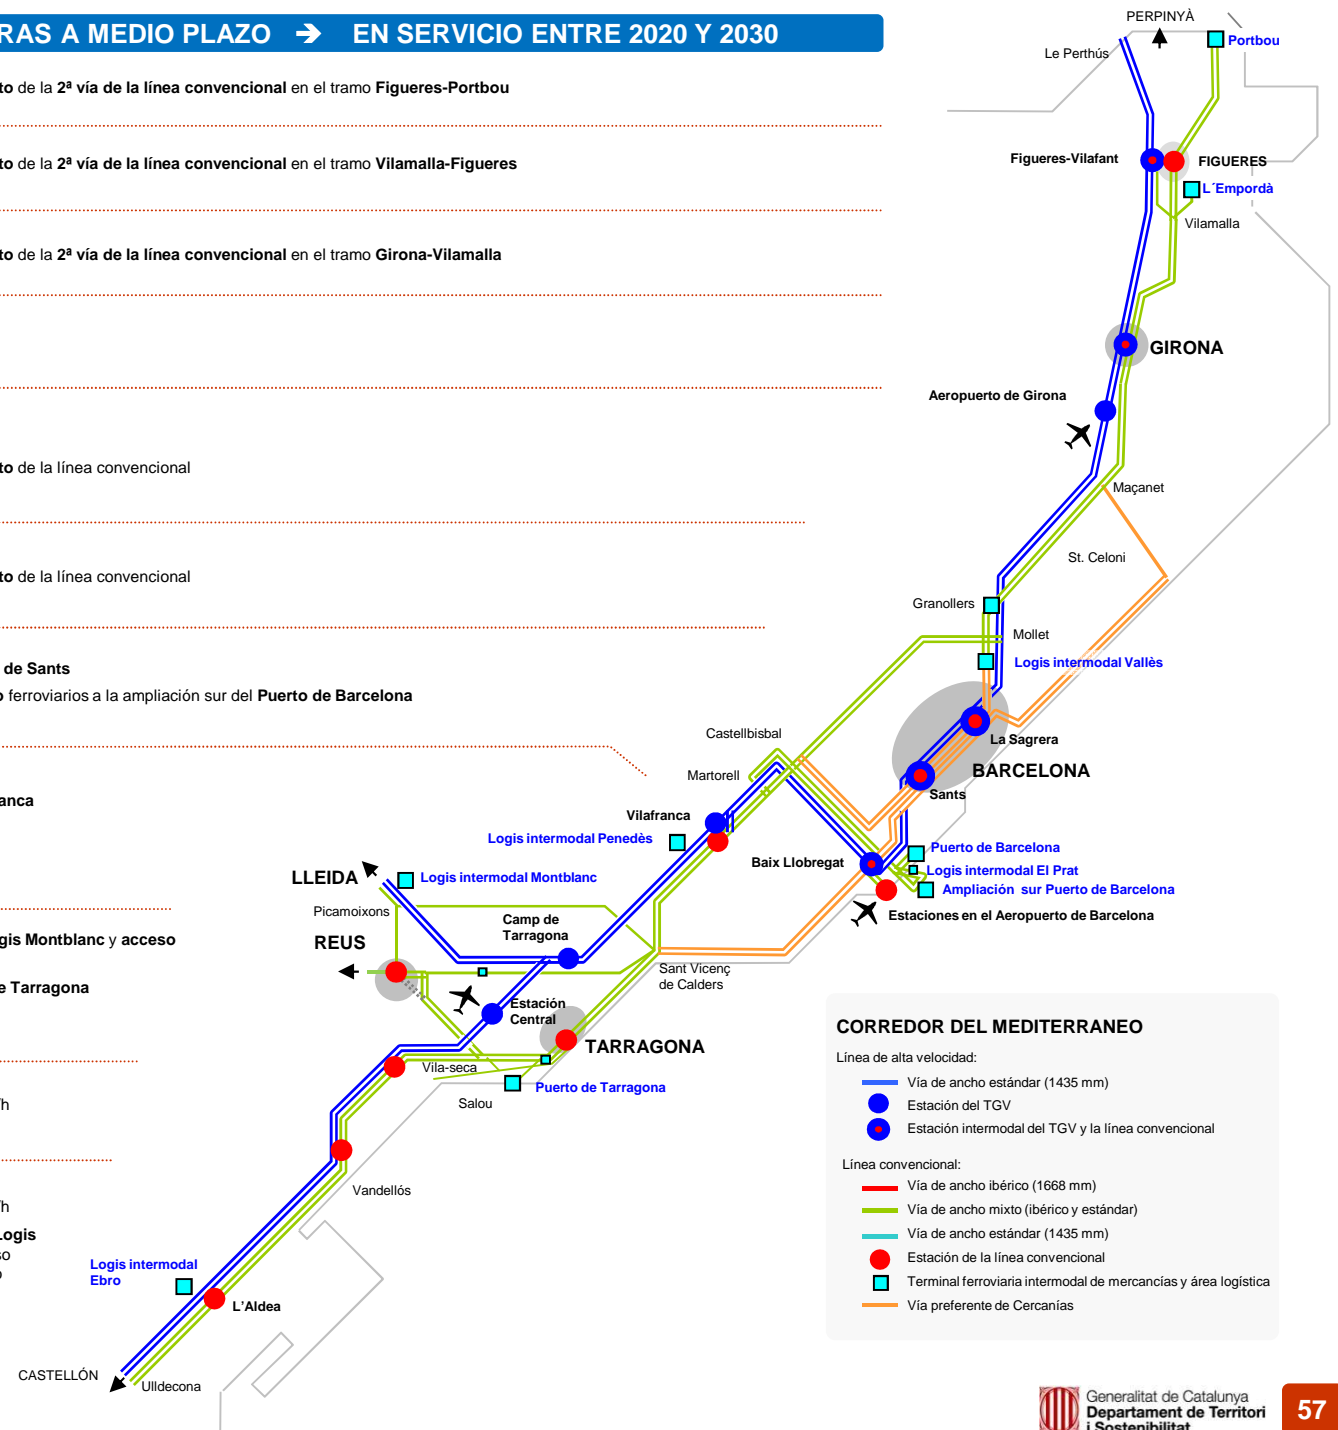 RAS A MEDIO PLAZO ➔ EN SERVICIO ENTRE 2020 Y 2030
to de la 2ª vía de la línea convencional en el tramo Figueres-Portbou
to de la 2ª vía de la línea convencional en el tramo Vilamalla-Figueres
to de la 2ª vía de la línea convencional en el tramo Girona-Vilamalla
to de la línea convencional
to de la línea convencional
de Sants
o ferroviarios a la ampliación sur del Puerto de Barcelona
anca
gis Montblanc y acceso
e Tarragona
/h
/h
Logis
so
o
PERPINYÀ
Le Perthús
Portbou
Figueres-Vilafant
FIGUERES
L´Empordà
Vilamalla
GIRONA
Aeropuerto de Girona
Maçanet
St. Celoni
Granollers
Mollet
Logis intermodal Vallès
Castellbisbal
La Sagrera
BARCELONA
Martorell
Sants
Vilafranca
Logis intermodal Penedès
Baix Llobregat
Puerto de Barcelona
Logis intermodal El Prat
Ampliación sur Puerto de Barcelona
Estaciones en el Aeropuerto de Barcelona
LLEIDA
Logis intermodal Montblanc
Picamoixons
Camp de
Tarragona
REUS
Sant Vicenç
de Calders
Estación
Central
TARRAGONA
Vila-seca
Puerto de Tarragona
Salou
Vandellós
Logis intermodal
Ebro
L'Aldea
CASTELLÓN
Ulldecona
CORREDOR DEL MEDITERRANEO
Línea de alta velocidad:
Vía de ancho estándar (1435 mm)
Estación del TGV
Estación intermodal del TGV y la línea convencional
Línea convencional:
Vía de ancho ibérico (1668 mm)
Vía de ancho mixto (ibérico y estándar)
Vía de ancho estándar (1435 mm)
Estación de la línea convencional
Terminal ferroviaria intermodal de mercancías y área logística
Vía preferente de Cercanías
Generalitat de Catalunya
Departament de Territori
i Sostenibilitat
57